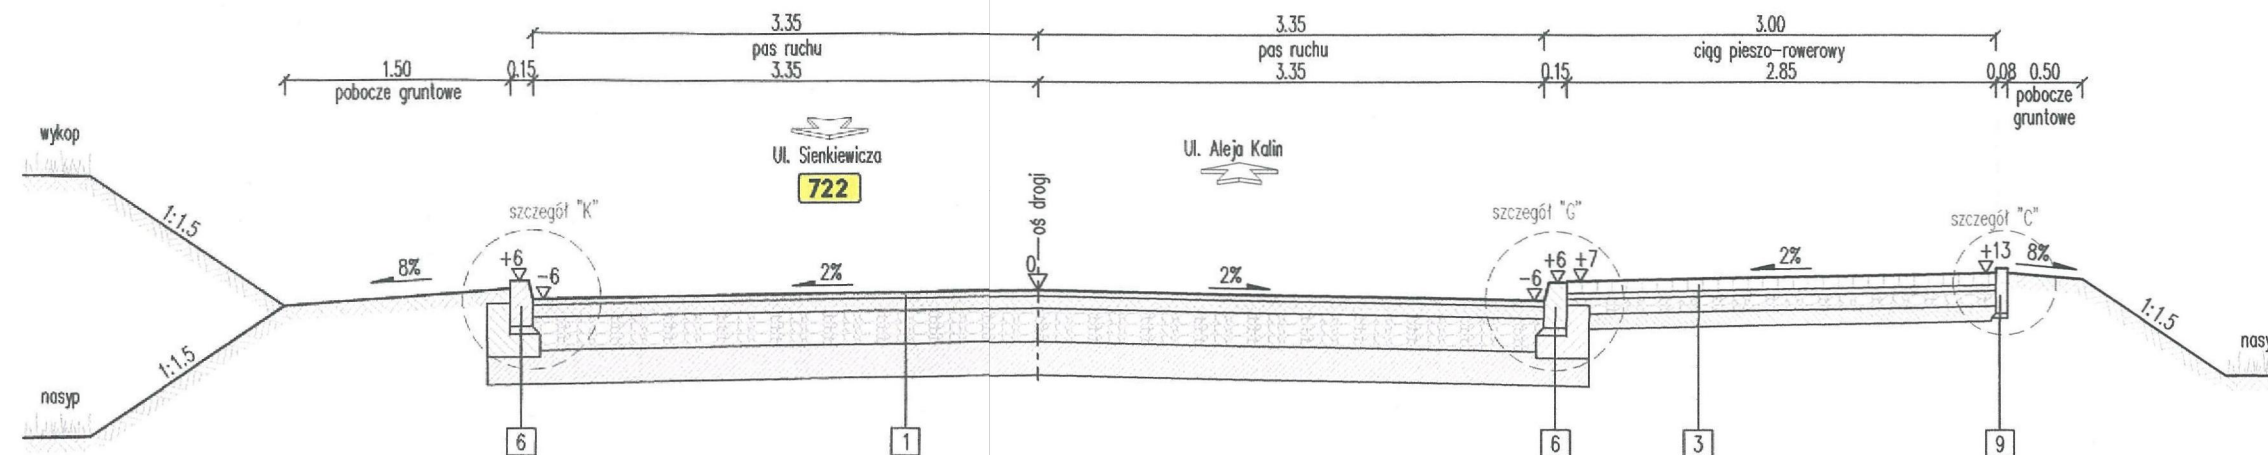 3.35
3.35
3.00
pas ruchu
pas ruchu
ciąg pieszo-rowerowy
1.50
0.15
3.35
3.35
0.15
2.85
0.08
0.50
pobocze gruntowe
pobocze
gruntowe
wykop
Ul. Sienkiewicza
722
Ul. Aleja Kalin
oś drogi
1:1.5
szczegół "K"
szczegół "G"
szczegół "C"
8%
+6
-6
2%
0
2%
-6
+6
+7
2%
+13
8%
1:1.5
1:1.5
nasyp
nasy
6
1
6
3
9